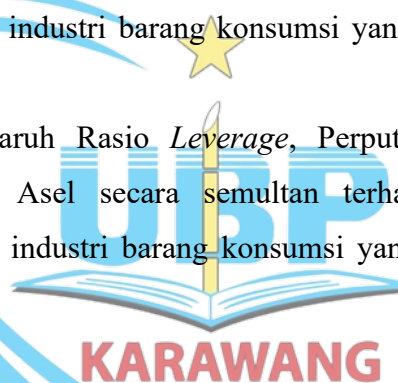 industri barang konsumsi yan
aruh Rasio Leverage, Perput
Asel secara semultan terha
industri barang konsumsi yan
UBP
KARAWANG